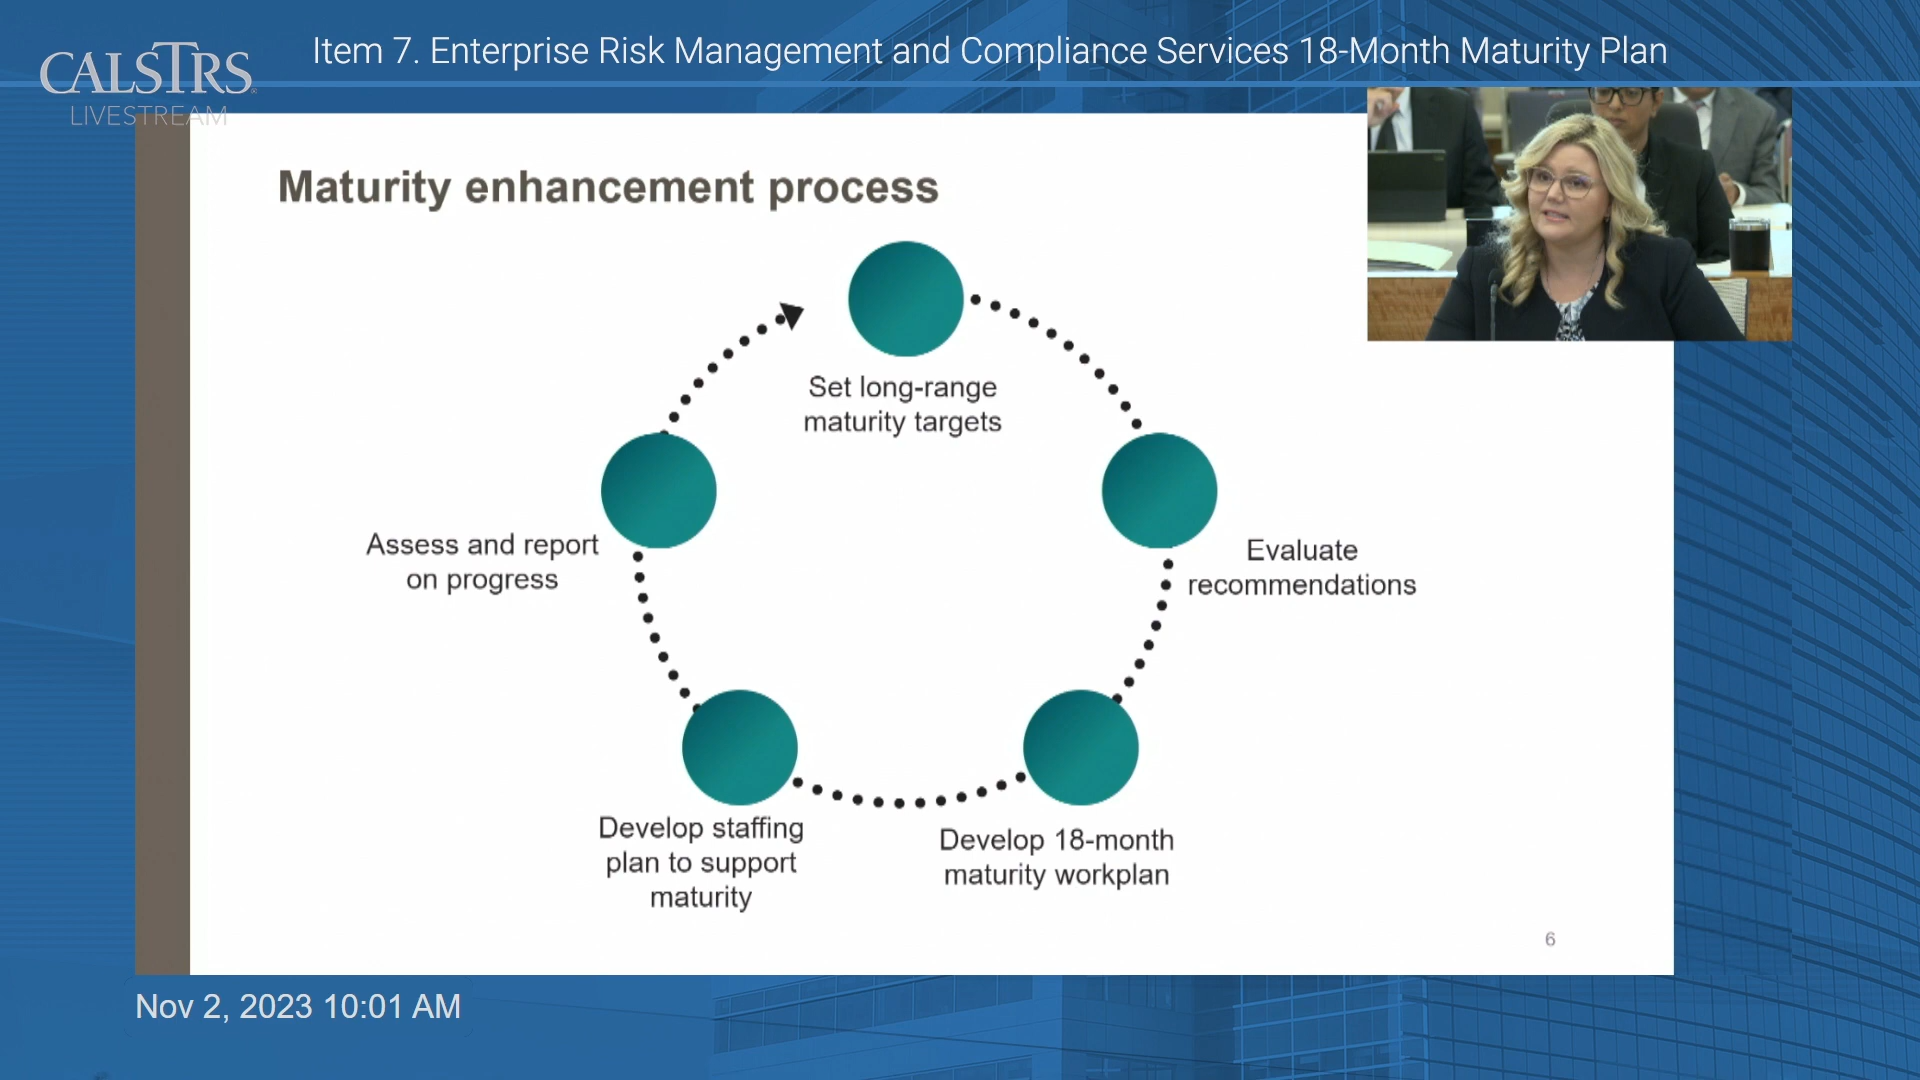 Item 7. Enterprise Risk Management and Compliance Services 18-Month Maturity Plan
CALSTRS
LIVESTREAM
Maturity enhancement process
Set long-range
maturity targets
Evaluate
recommendations
Develop 18-month
maturity workplan
Develop staffing
plan to support
maturity
Assess and report
on progress
6
Nov 2, 2023 10:01 AM